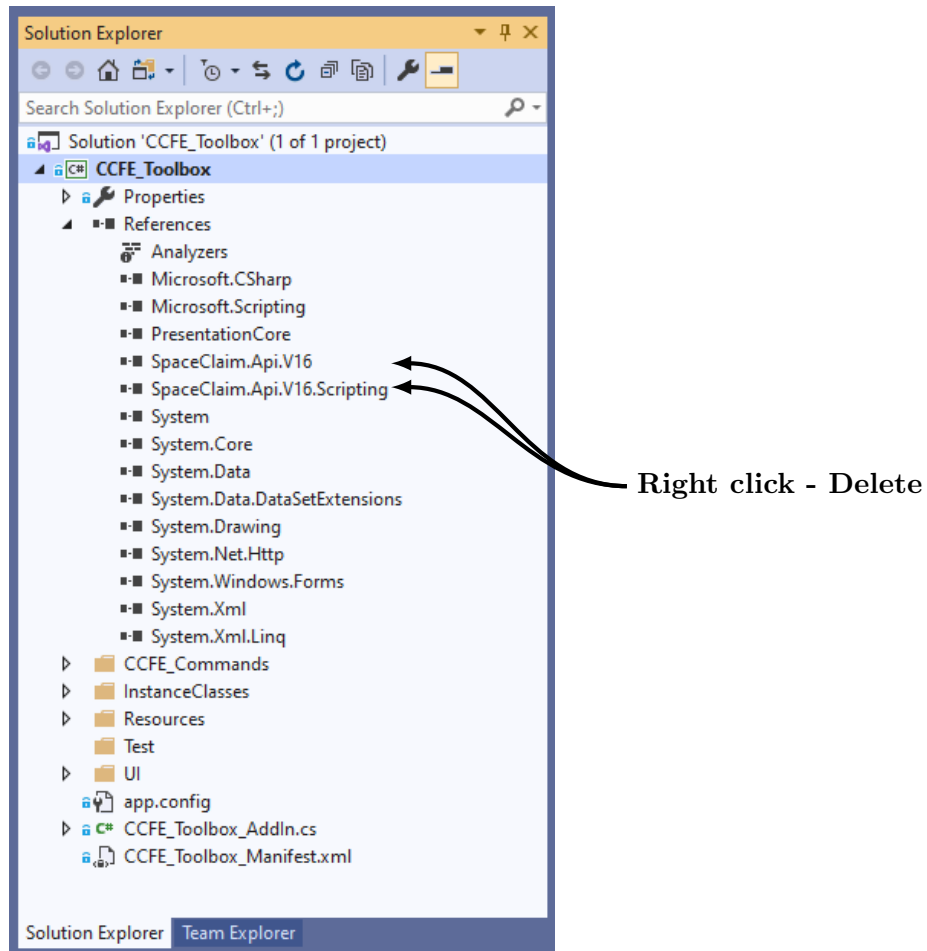 Solution Explorer
Search Solution Explorer (Ctrl+;)
Solution 'CCFE_Toolbox' (1 of 1 project)
C# CCFE_Toolbox
Properties
References
Analyzers
Microsoft.CSharp
Microsoft.Scripting
PresentationCore
SpaceClaim.Api.V16
SpaceClaim.Api.V16.Scripting
System
System.Core
System.Data
Right click - Delete
System.Data.DataSetExtensions
System.Drawing
System.Net.Http
System.Windows.Forms
System.Xml
System.Xml.Linq
CCFE_Commands
InstanceClasses
Resources
Test
UI
app.config
C# CCFE_Toolbox_AddIn.cs
CCFE_Toolbox_Manifest.xml
Solution Explorer Team Explorer